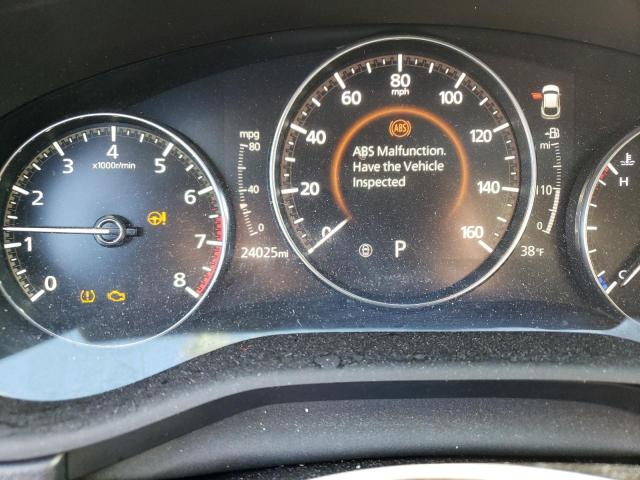 0
1
2
3
4
5
6
7
8
x1000r/min
mpg
80
40
0
24025mi
0
20
40
60
80
mph
100
120
140
160
ABS
ABS Malfunction.
Have the Vehicle
Inspected
P
mi
10
0
38°F
H
C